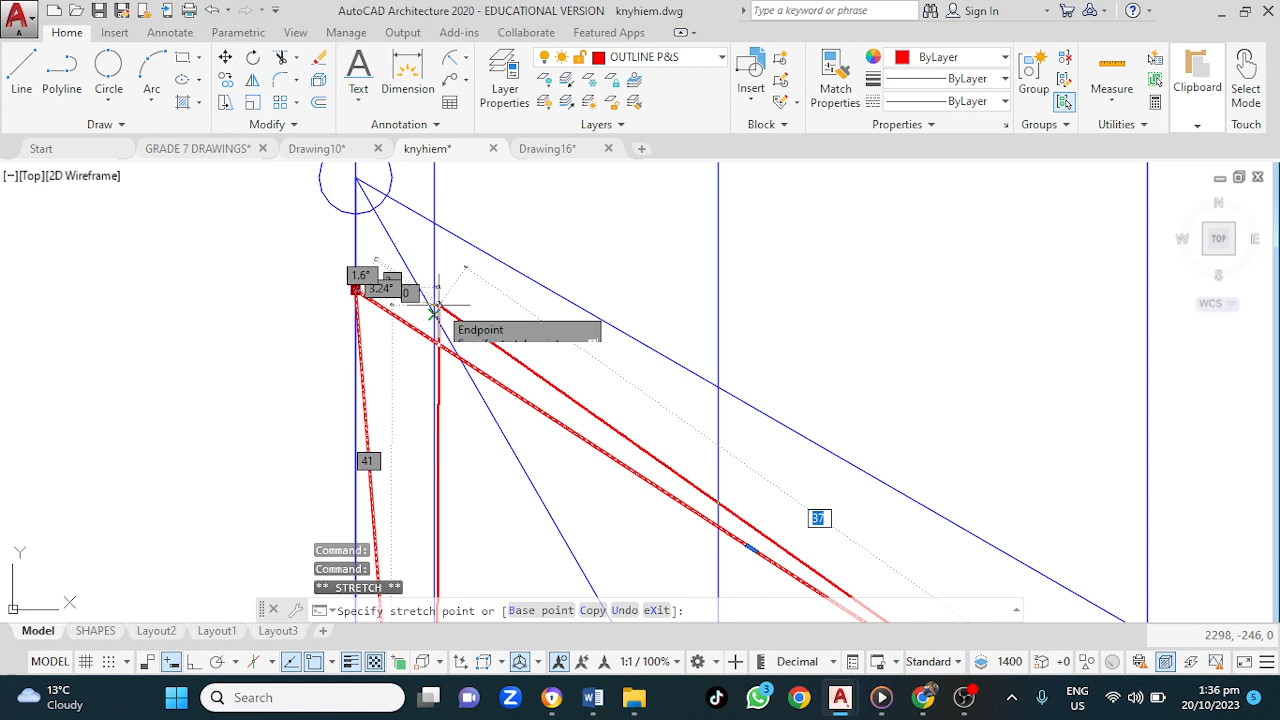 AutoCAD Architecture 2020 - EDUCATIONAL VERSION knyhiem.dwg
Type a keyword or phrase
Sign In
Home Insert Annotate Parametric View Manage Output Add-ins Collaborate Featured Apps
OUTLINE P&S
ByLayer
ByLayer
ByLayer
Line Polyline Circle Arc Text Dimension Layer Properties Insert Match Properties Group Measure Clipboard Select Mode
Draw Modify Annotation Layers Block Properties Groups Utilities Touch
Start GRADE 7 DRAWINGS* Drawing10* knyhiem* Drawing16*
[−][Top][2D Wireframe]
N
W TOP E
S
WCS
1.6°
3.24° 0
Endpoint
41
37
Command:
Command:
** STRETCH **
Specify stretch point or [Base point Copy Undo eXit]:
Y
X
Model SHAPES Layout2 Layout1 Layout3
2298, -246, 0
MODEL 1:1 / 100% Decimal Standard 1400 +0
13°C
Cloudy
Search
3
ENG
US
1:36 pm
20/10/2023
5